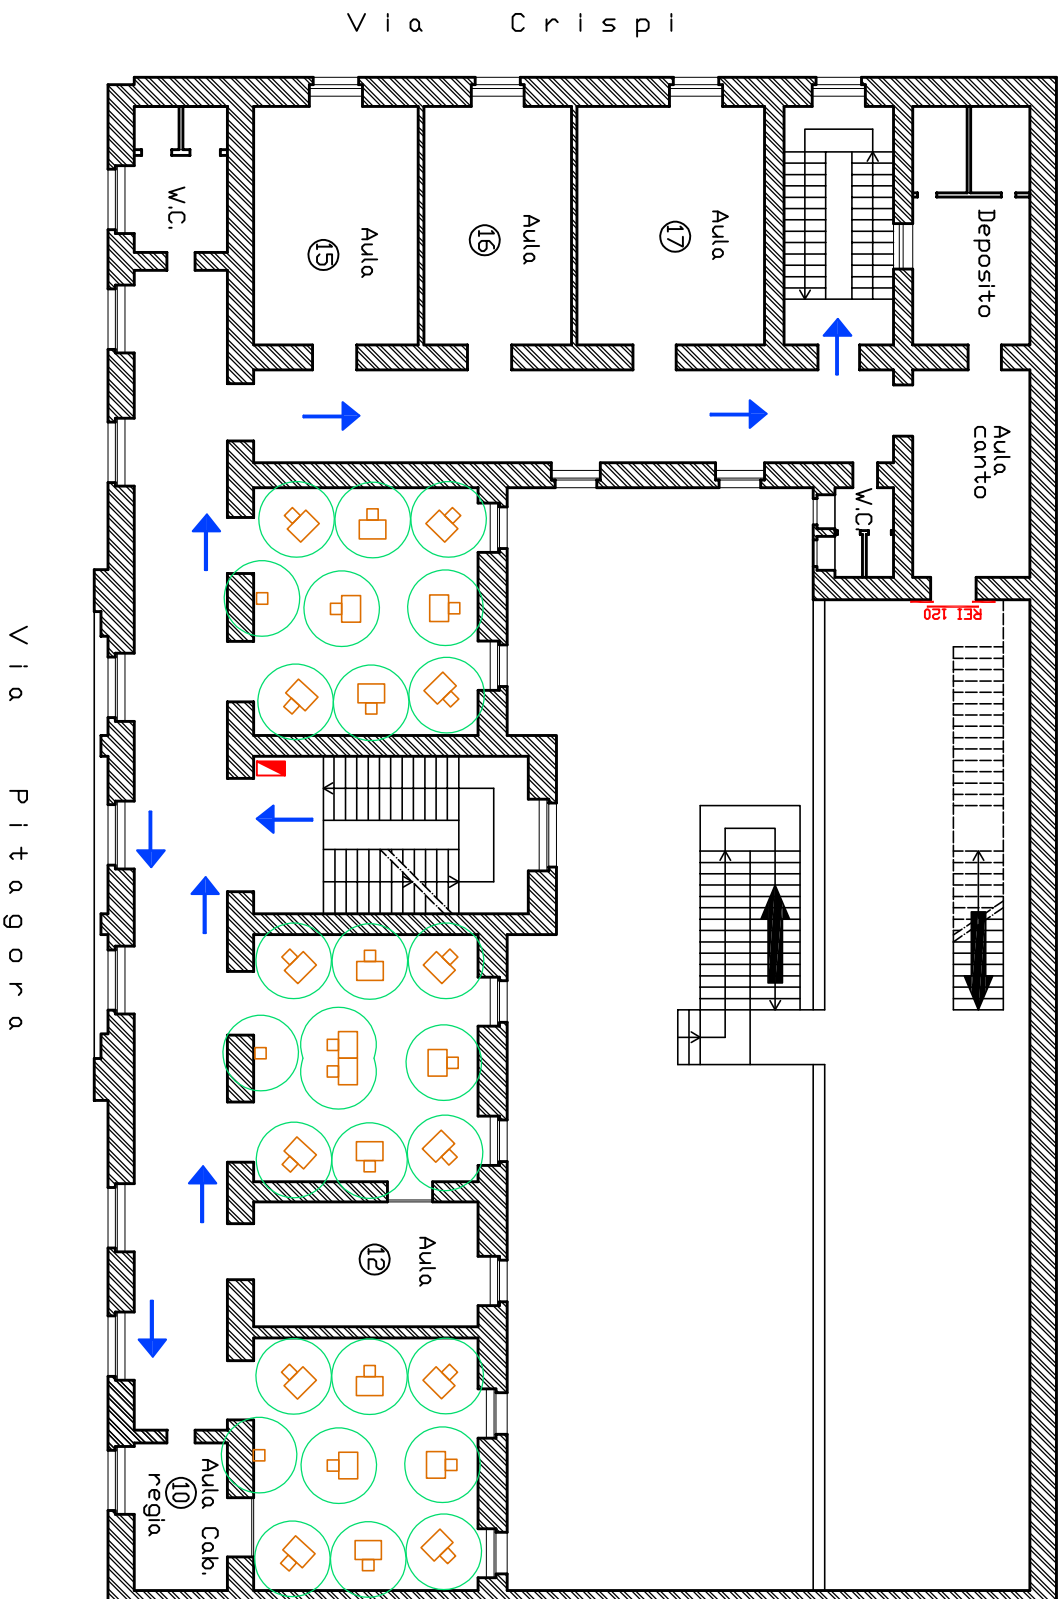 Via Crispi
W.C.
Aula
15
Aula
16
Aula
17
Deposito
Aula
canto
W.C.
REI 120
Via Pitagora
Aula
12
Aula Cab.
10
regia